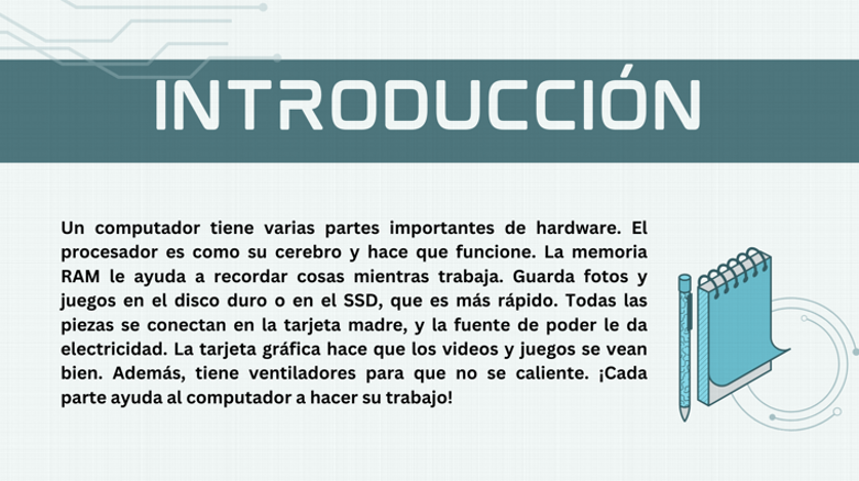 INTRODUCCIÓN
Un computador tiene varias partes importantes de hardware. El
procesador es como su cerebro y hace que funcione. La memoria
RAM le ayuda a recordar cosas mientras trabaja. Guarda fotos y
juegos en el disco duro o en el SSD, que es más rápido. Todas las
piezas se conectan en la tarjeta madre, y la fuente de poder le da
electricidad. La tarjeta gráfica hace que los videos y juegos se vean
bien. Además, tiene ventiladores para que no se caliente. ¡Cada
parte ayuda al computador a hacer su trabajo!